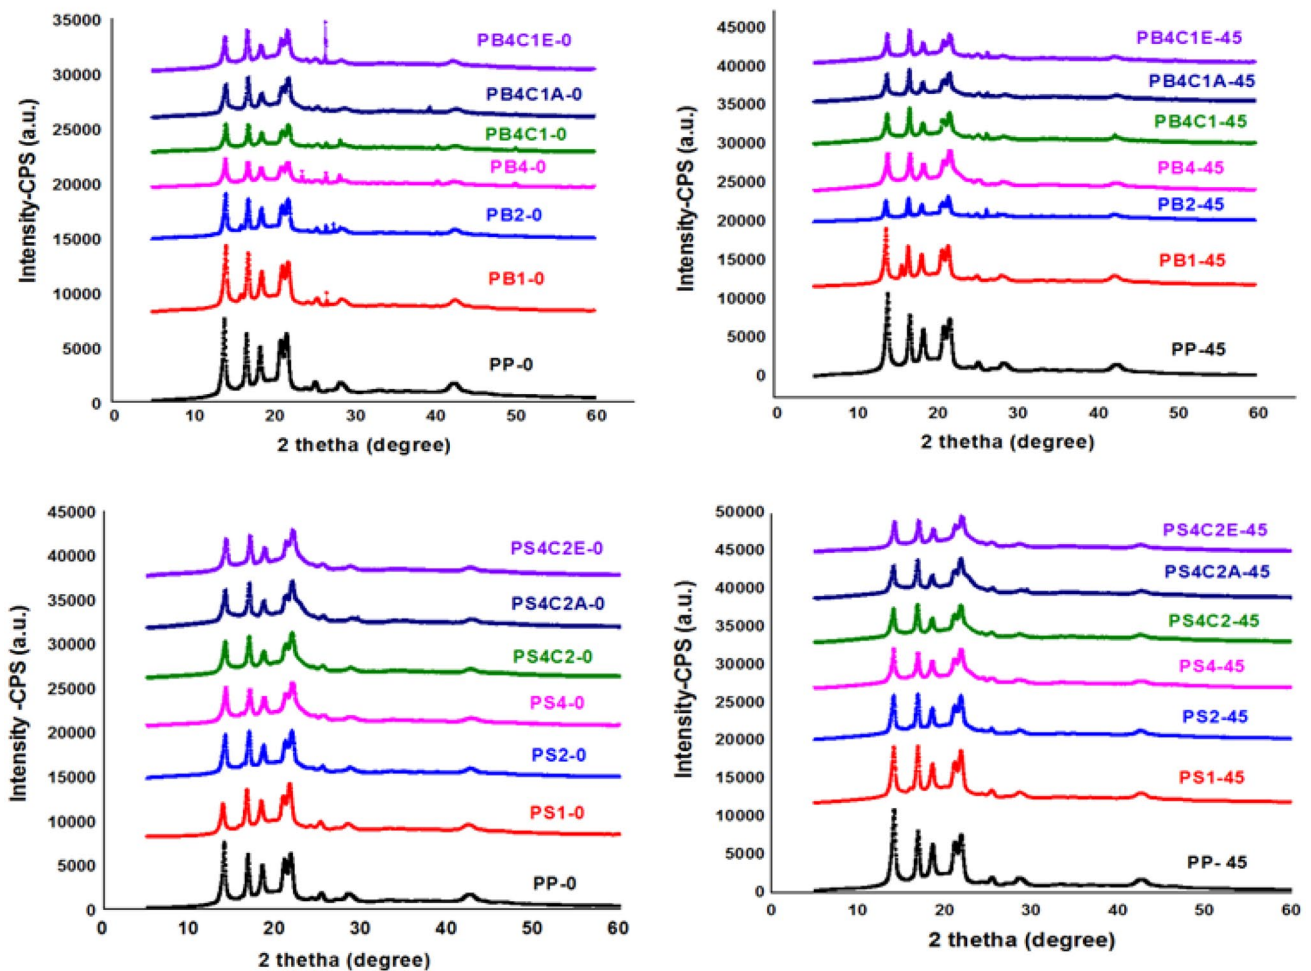 35000
30000
25000
20000
15000
10000
5000
0
Intensity-CPS (a.u.)
PB4C1E-0
PB4C1A-0
PB4C1-0
PB4-0
PB2-0
PB1-0
PP-0
0 10 20 30 40 50 60
2 thetha (degree)
45000
40000
35000
30000
25000
20000
15000
10000
5000
0
Intensity-CPS (a.u.)
PB4C1E-45
PB4C1A-45
PB4C1-45
PB4-45
PB2-45
PB1-45
PP-45
0 10 20 30 40 50 60
2 thetha (degree)
45000
40000
35000
30000
25000
20000
15000
10000
5000
0
Intensity -CPS (a.u.)
PS4C2E-0
PS4C2A-0
PS4C2-0
PS4-0
PS2-0
PS1-0
PP-0
0 10 20 30 40 50 60
2 thetha (degree)
50000
45000
40000
35000
30000
25000
20000
15000
10000
5000
0
Intensity-CPS (a.u.)
PS4C2E-45
PS4C2A-45
PS4C2-45
PS4-45
PS2-45
PS1-45
PP- 45
0 10 20 30 40 50 60
2 thetha (degree)